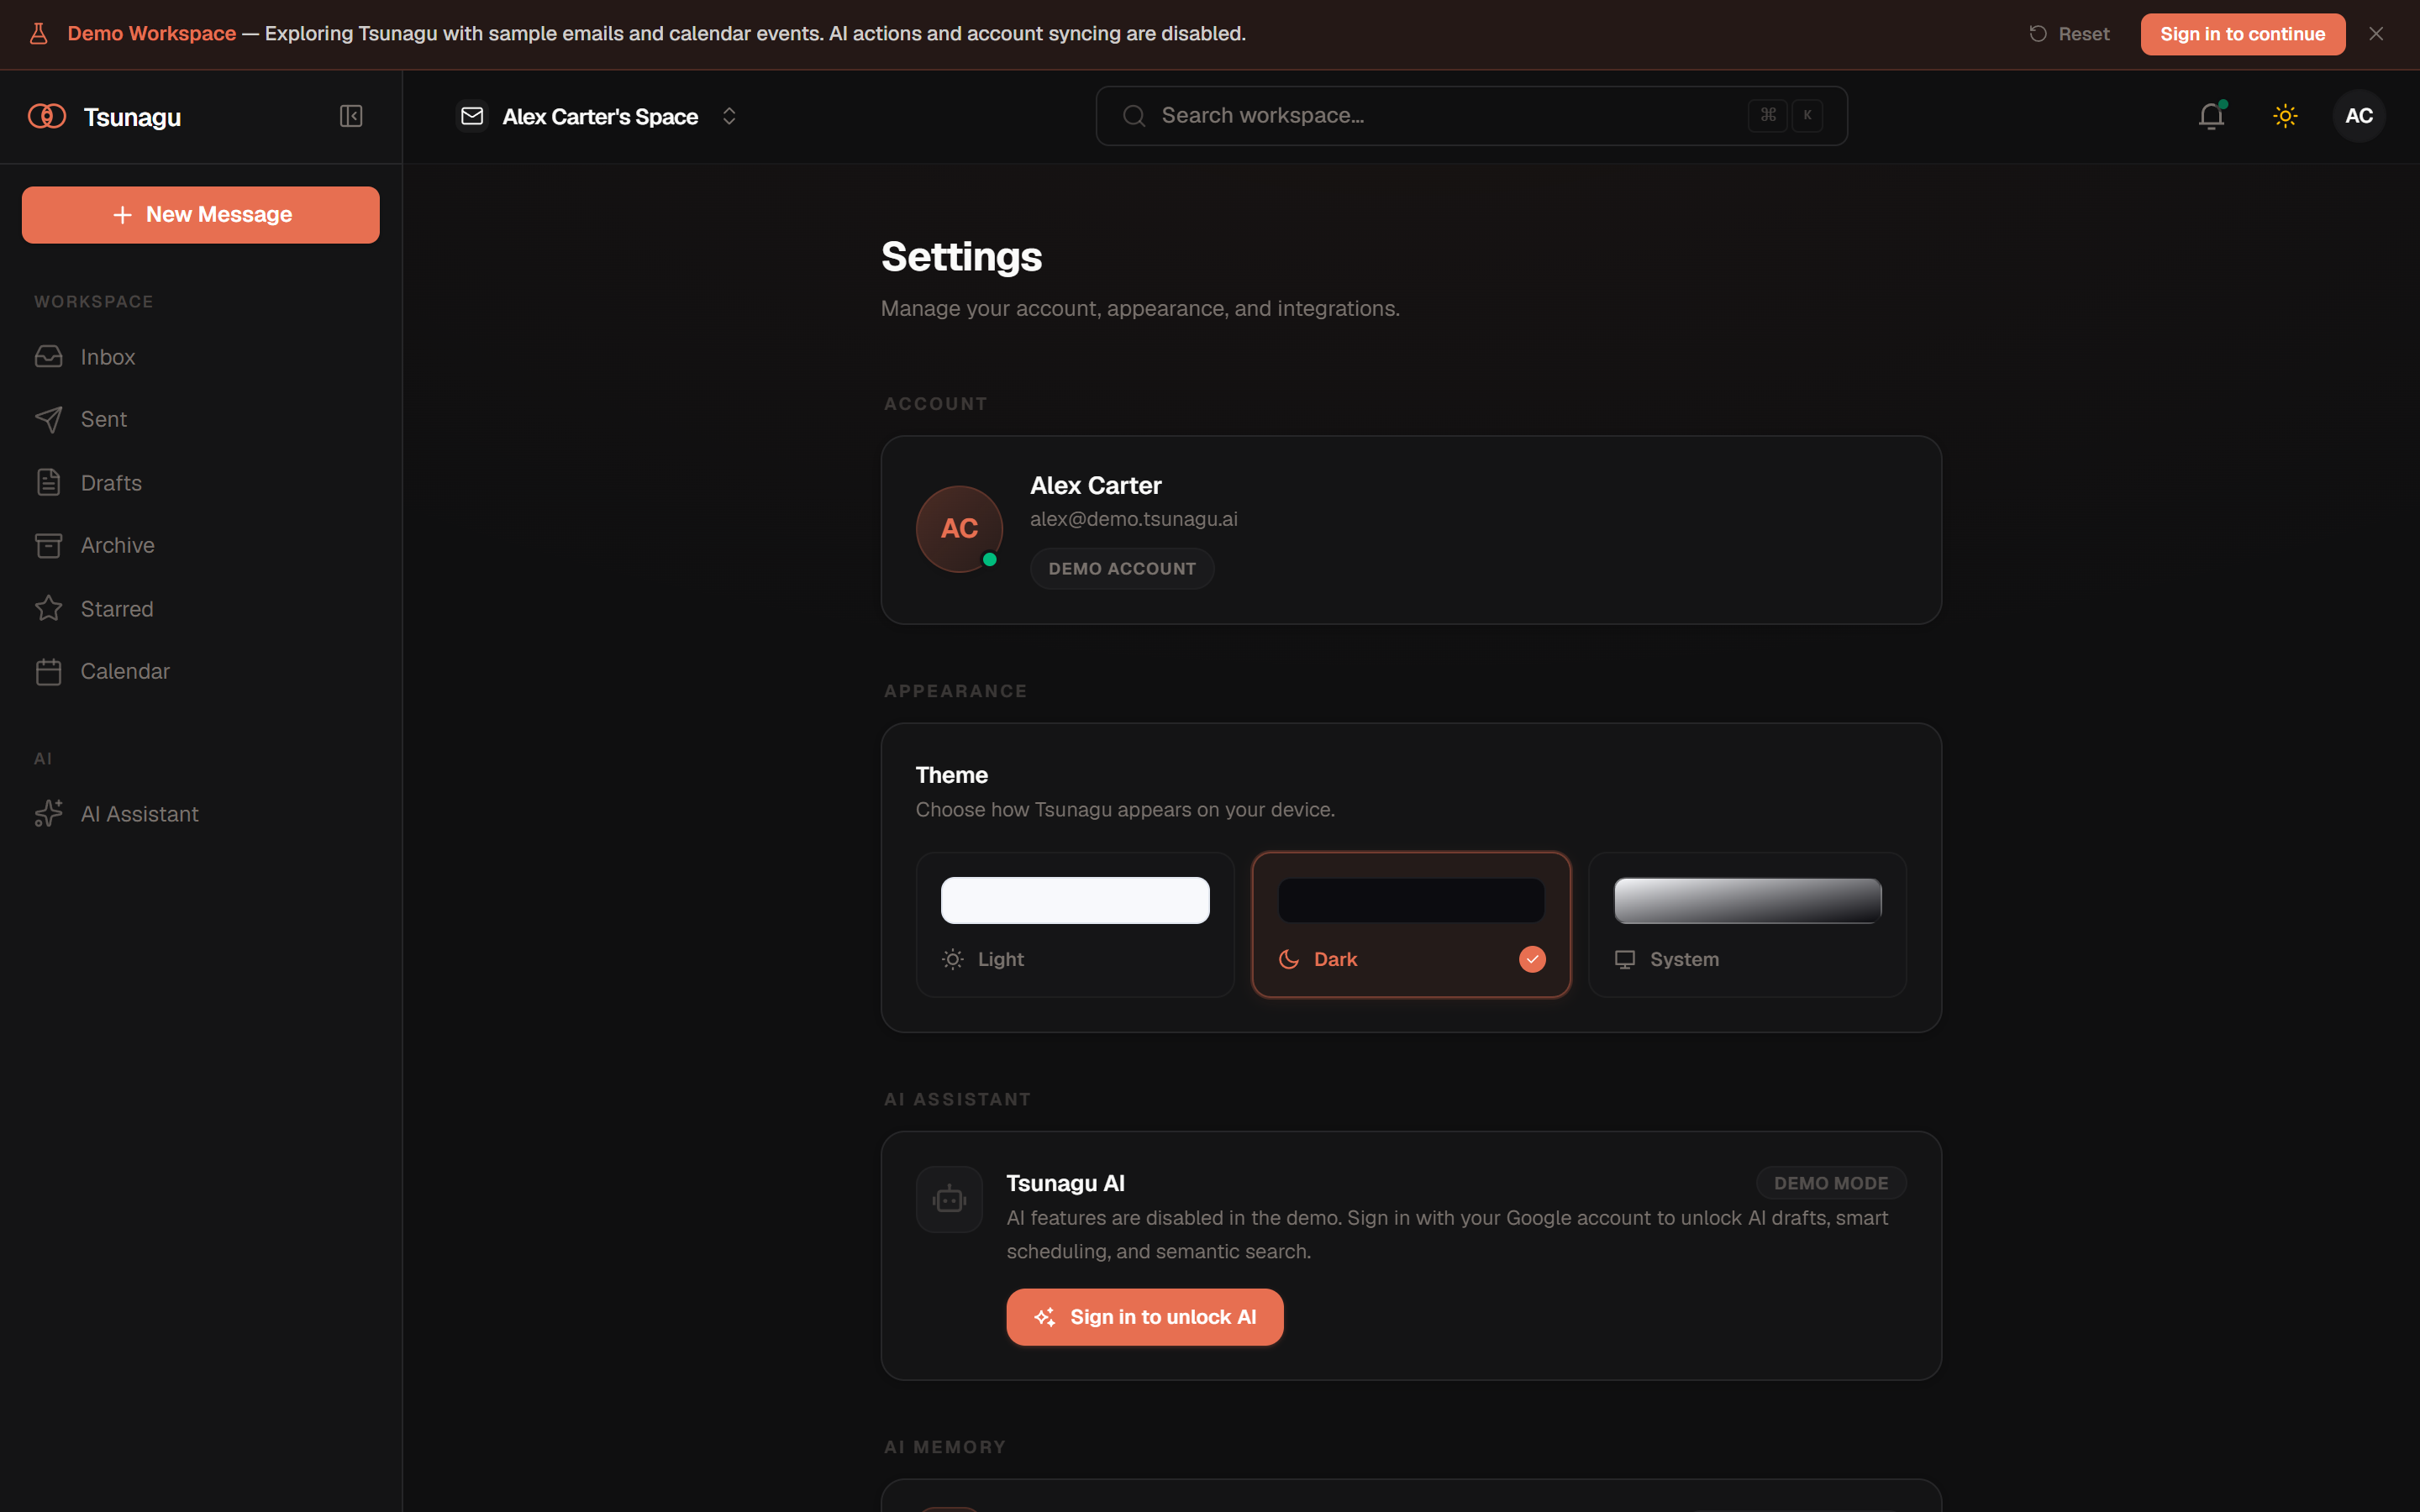 Demo Workspace — Exploring Tsunagu with sample emails and calendar events. AI actions and account syncing are disabled.
Reset
Sign in to continue
Tsunagu
Alex Carter's Space
Search workspace...
⌘ K
AC
New Message
WORKSPACE
Inbox
Sent
Drafts
Archive
Starred
Calendar
AI
AI Assistant
Settings
Manage your account, appearance, and integrations.
ACCOUNT
AC
Alex Carter
alex@demo.tsunagu.ai
DEMO ACCOUNT
APPEARANCE
Theme
Choose how Tsunagu appears on your device.
Light
Dark
System
AI ASSISTANT
Tsunagu AI
DEMO MODE
AI features are disabled in the demo. Sign in with your Google account to unlock AI drafts, smart
scheduling, and semantic search.
Sign in to unlock AI
AI MEMORY